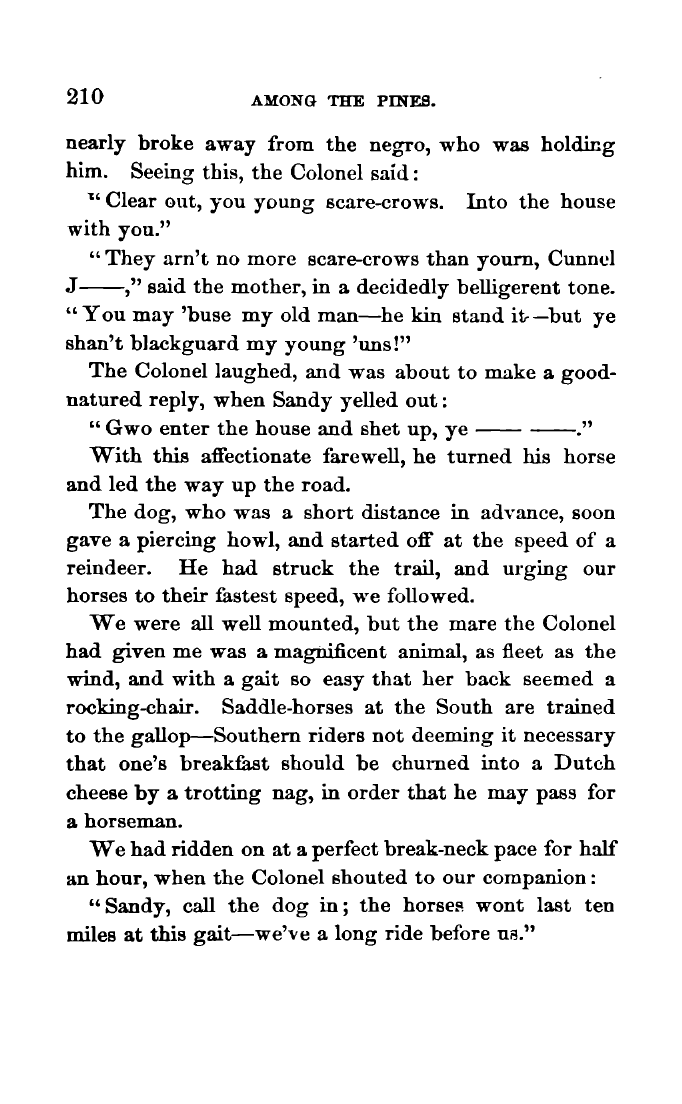 210 AMONG THE PINES.
nearly broke away from the negro, who was holding
him. Seeing this, the Colonel said:
“Clear out, you young scare-crows. Into the house
with you.”
“They arn’t no more scare-crows than yourn, Cunnel
J——,” said the mother, in a decidedly belligerent tone.
“You may ’buse my old man—he kin stand it—but ye
shan’t blackguard my young ’uns!”
The Colonel laughed, and was about to make a good-
natured reply, when Sandy yelled out:
“Gwo enter the house and shet up, ye —— ——.”
With this affectionate farewell, he turned his horse
and led the way up the road.
The dog, who was a short distance in advance, soon
gave a piercing howl, and started off at the speed of a
reindeer. He had struck the trail, and urging our
horses to their fastest speed, we followed.
We were all well mounted, but the mare the Colonel
had given me was a magnificent animal, as fleet as the
wind, and with a gait so easy that her back seemed a
rocking-chair. Saddle-horses at the South are trained
to the gallop—Southern riders not deeming it necessary
that one’s breakfast should be churned into a Dutch
cheese by a trotting nag, in order that he may pass for
a horseman.
We had ridden on at a perfect break-neck pace for half
an hour, when the Colonel shouted to our companion:
“Sandy, call the dog in; the horses wont last ten
miles at this gait—we’ve a long ride before us.”